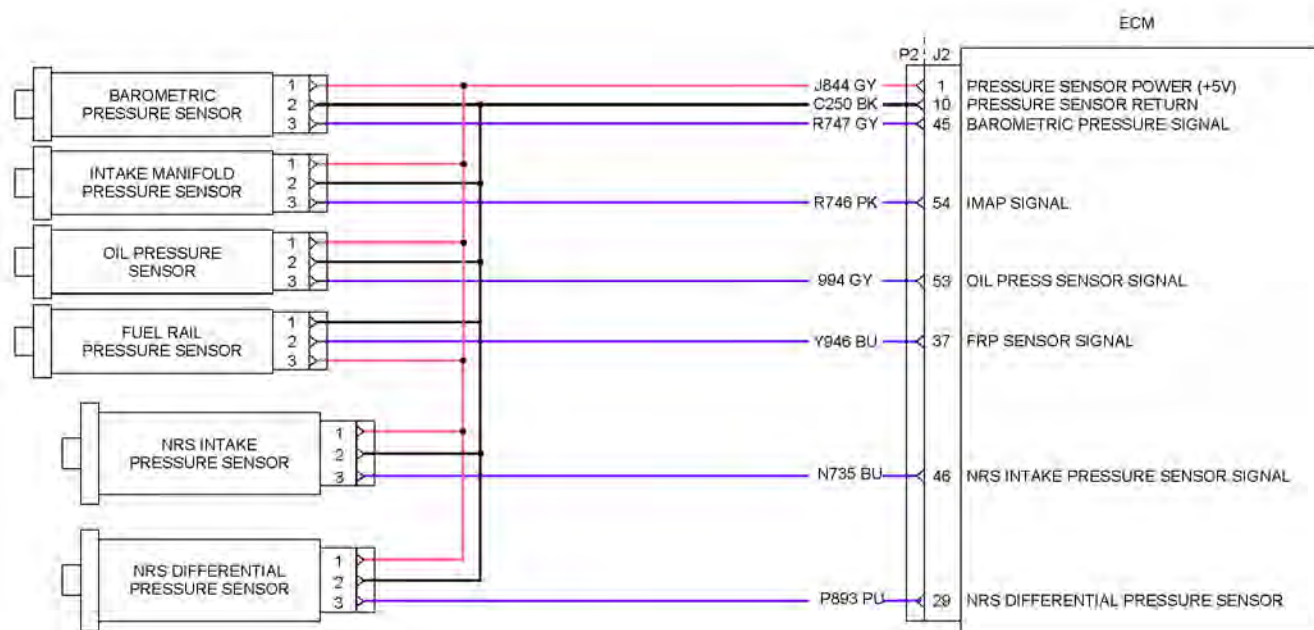 ECM
P2 J2
BAROMETRIC
PRESSURE SENSOR
1
2
3
J844 GY 1 PRESSURE SENSOR POWER (+5V)
C250 BK 10 PRESSURE SENSOR RETURN
R747 GY 45 BAROMETRIC PRESSURE SIGNAL
INTAKE MANIFOLD
PRESSURE SENSOR
1
2
3
R746 PK 54 IMAP SIGNAL
OIL PRESSURE
SENSOR
1
2
3
994 GY 53 OIL PRESS SENSOR SIGNAL
FUEL RAIL
PRESSURE SENSOR
1
2
3
Y946 BU 37 FRP SENSOR SIGNAL
NRS INTAKE
PRESSURE SENSOR
1
2
3
N735 BU 46 NRS INTAKE PRESSURE SENSOR SIGNAL
NRS DIFFERENTIAL
PRESSURE SENSOR
1
2
3
P893 PU 29 NRS DIFFERENTIAL PRESSURE SENSOR